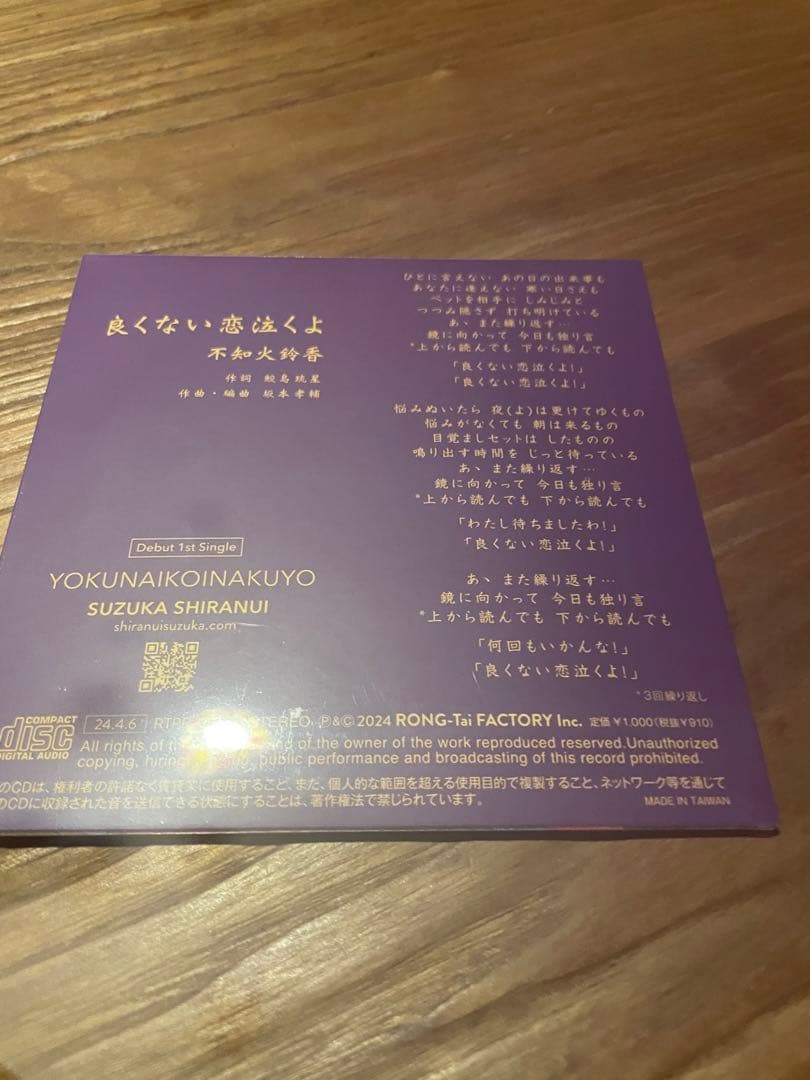 良くない恋泣くよ
不知火鈴香
作詞 鮫島琉星
作曲・編曲 坂本孝輔
Debut 1st Single
YOKUNAIKOINAKUYO
SUZUKA SHIRANUI
shiranuisuzuka.com
ひとに言えない あの日の出来事も
あなたに逢えない 寒い日さえも
ペットを相手に しみじみと
つつみ隠さず 打ち明けている
あゝ また繰り返す…
鏡に向かって 今日も独り言
*上から読んでも 下から読んでも
「良くない恋泣くよ!」
「良くない恋泣くよ!」
悩みぬいたら 夜(よ)は更けてゆくもの
悩みがなくても 朝は来るもの
目覚ましセットは したものの
鳴り出す時間を じっと待っている
あゝ また繰り返す…
鏡に向かって 今日も独り言
*上から読んでも 下から読んでも
「わたし待ちましたわ!」
「良くない恋泣くよ!」
あゝ また繰り返す…
鏡に向かって 今日も独り言
*上から読んでも 下から読んでも
「何回もいかんな!」
「良くない恋泣くよ!」
*3回繰り返し
COMPACT
disc
DIGITAL AUDIO
24.4.6 STEREO P&© 2024 RONG-Tai FACTORY Inc. 定価 ¥1,000(税抜¥910)
All rights of the owner of the work reproduced reserved.Unauthorized
copying, public performance and broadcasting of this record prohibited.
のCDは、権利者の許諾なく賃貸業に使用すること、また、個人的な範囲を超える使用目的で複製すること、ネットワーク等を通じて
のCDに収録された音を送信できる状態にすることは、著作権法で禁じられています。
MADE IN TAIWAN